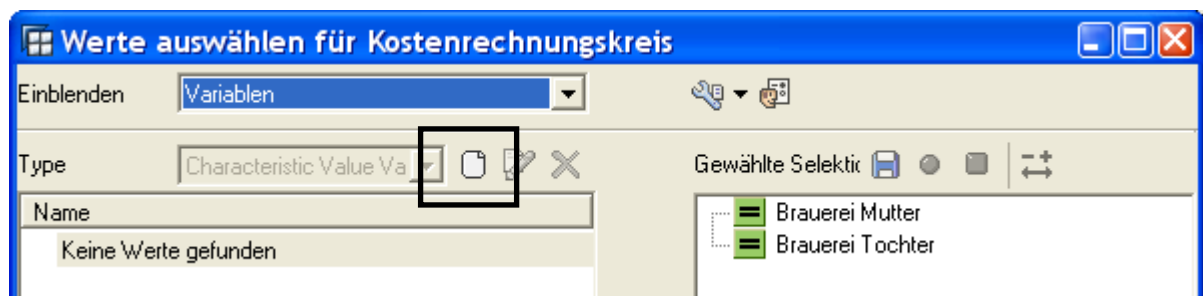 Werte auswählen für Kostenrechnungskreis
Einblenden Variablen
Type Characteristic Value Va Gewählte Selektic
Name
Keine Werte gefunden
Brauerei Mutter
Brauerei Tochter